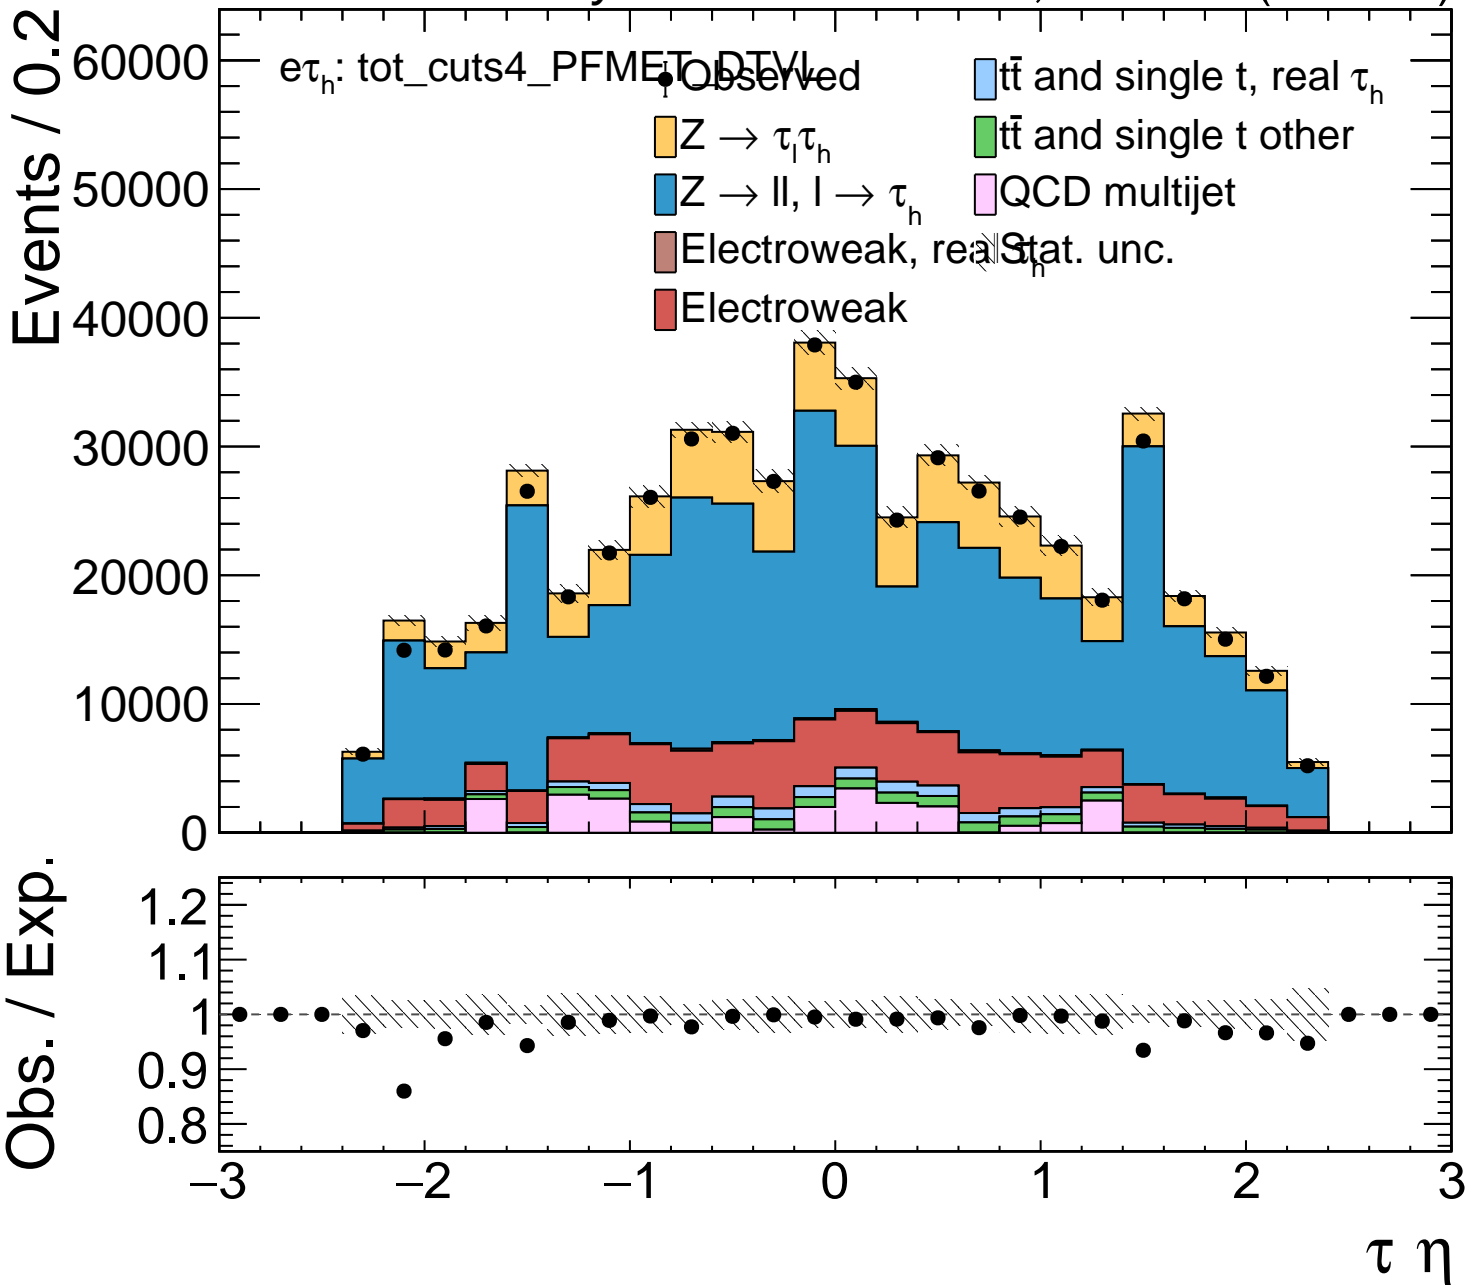 Events / 0.2
60000
50000
40000
30000
20000
10000
0
eτh: tot_cuts4_PFMET_DTVL
Observed
Z → τlτh
Z → ll, l → τh
Electroweak, real τh
Electroweak
tt̄ and single t, real τh
tt̄ and single t other
QCD multijet
Stat. unc.
Obs. / Exp.
1.2
1.1
1
0.9
0.8
−3 −2 −1 0 1 2 3
τ η